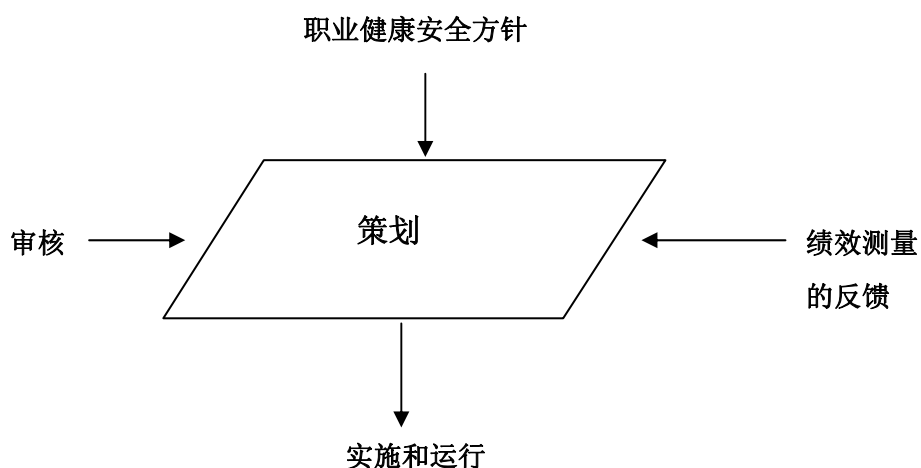 职业健康安全方针
策划
审核
绩效测量
的反馈
实施和运行